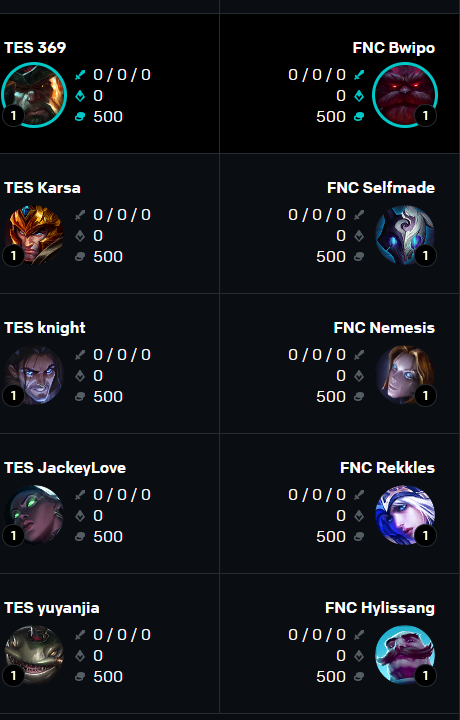 TES 369 FNC Bwipo
0 / 0 / 0 0 / 0 / 0
0 0
1 500 500 1
TES Karsa FNC Selfmade
0 / 0 / 0 0 / 0 / 0
0 0
1 500 500 1
TES knight FNC Nemesis
0 / 0 / 0 0 / 0 / 0
0 0
1 500 500 1
TES JackeyLove FNC Rekkles
0 / 0 / 0 0 / 0 / 0
0 0
1 500 500 1
TES yuyanjia FNC Hylissang
0 / 0 / 0 0 / 0 / 0
0 0
1 500 500 1